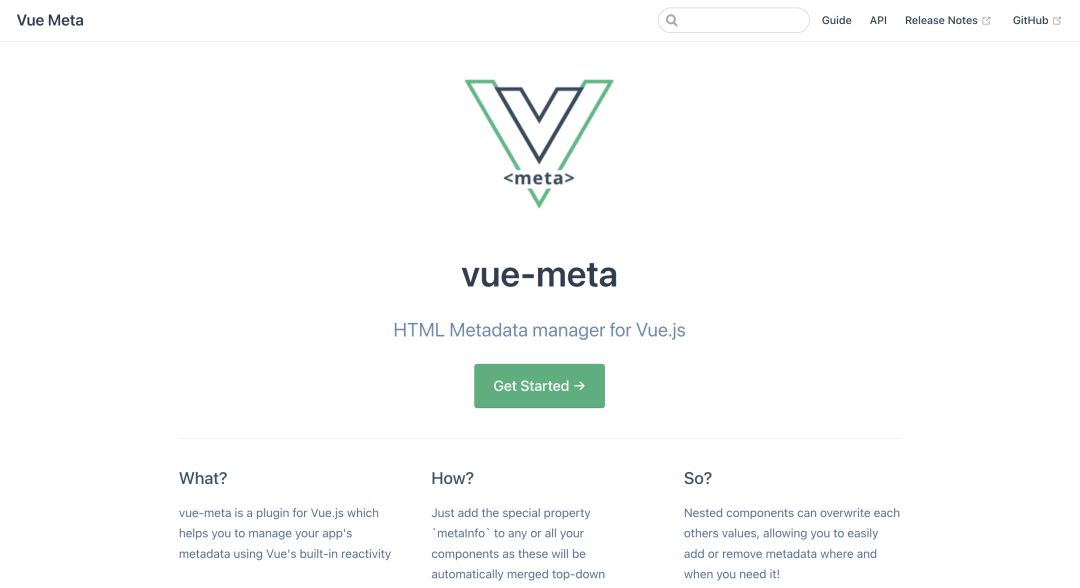 Vue Meta
Guide
API
Release Notes
GitHub
<meta>
vue-meta
HTML Metadata manager for Vue.js
Get Started →
What?
vue-meta is a plugin for Vue.js which
helps you to manage your app's
metadata using Vue's built-in reactivity
How?
Just add the special property
`metaInfo` to any or all your
components as these will be
automatically merged top-down
So?
Nested components can overwrite each
others values, allowing you to easily
add or remove metadata where and
when you need it!